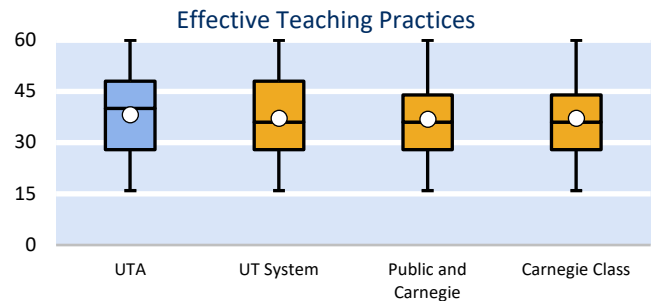 Effective Teaching Practices
60
45
30
15
0
UTA
UT System
Public and
Carnegie
Carnegie Class